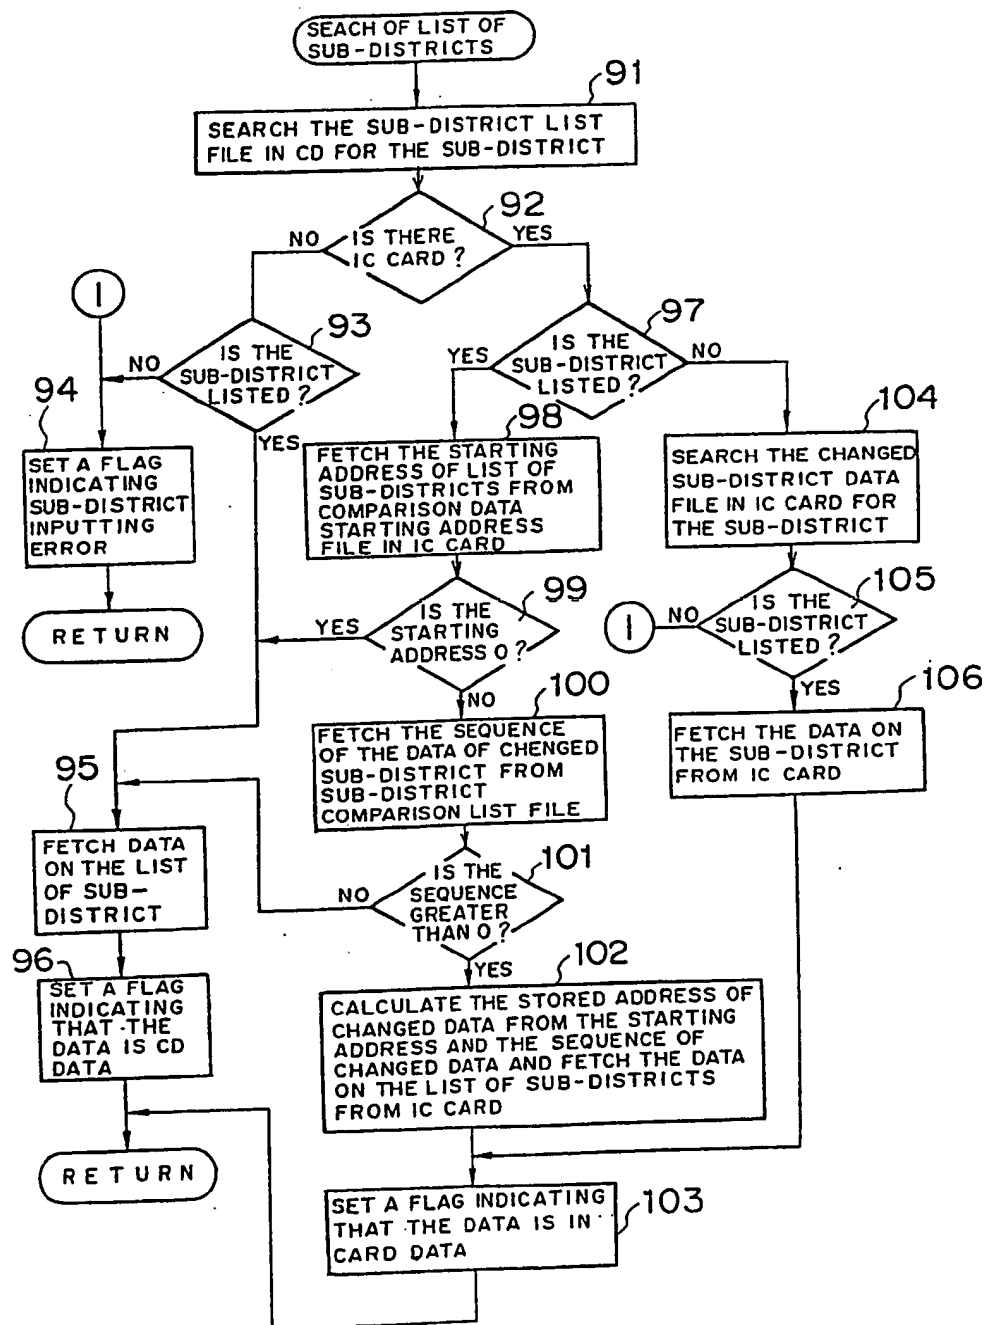 SEACH OF LIST OF
SUB-DISTRICTS
91
SEARCH THE SUB-DISTRICT LIST
FILE IN CD FOR THE SUB-DISTRICT
92
NO
IS THERE
IC CARD?
YES
1
93
NO
IS THE
SUB-DISTRICT
LISTED?
YES
97
YES
IS THE
SUB-DISTRICT
LISTED?
NO
94
SET A FLAG
INDICATING
SUB-DISTRICT
INPUTTING
ERROR
RETURN
98
FETCH THE STARTING
ADDRESS OF LIST OF
SUB-DISTRICTS FROM
COMPARISON DATA
STARTING ADDRESS
FILE IN IC CARD
104
SEARCH THE CHANGED
SUB-DISTRICT DATA
FILE IN IC CARD FOR
THE SUB-DISTRICT
99
YES
IS THE
STARTING
ADDRESS 0?
NO
105
1
NO
IS THE
SUB-DISTRICT
LISTED?
YES
100
FETCH THE SEQUENCE
OF THE DATA OF CHENGED
SUB-DISTRICT FROM
SUB-DISTRICT
COMPARISON LIST FILE
106
FETCH THE DATA ON
THE SUB-DISTRICT
FROM IC CARD
95
FETCH DATA
ON THE LIST
OF SUB-
DISTRICT
101
NO
IS THE
SEQUENCE
GREATER
THAN 0?
YES
96
SET A FLAG
INDICATING
THAT THE
DATA IS CD
DATA
102
CALCULATE THE STORED ADDRESS OF
CHANGED DATA FROM THE STARTING
ADDRESS AND THE SEQUENCE OF
CHANGED DATA AND FETCH THE DATA
ON THE LIST OF SUB-DISTRICTS
FROM IC CARD
RETURN
103
SET A FLAG INDICATING
THAT THE DATA IS IN
CARD DATA